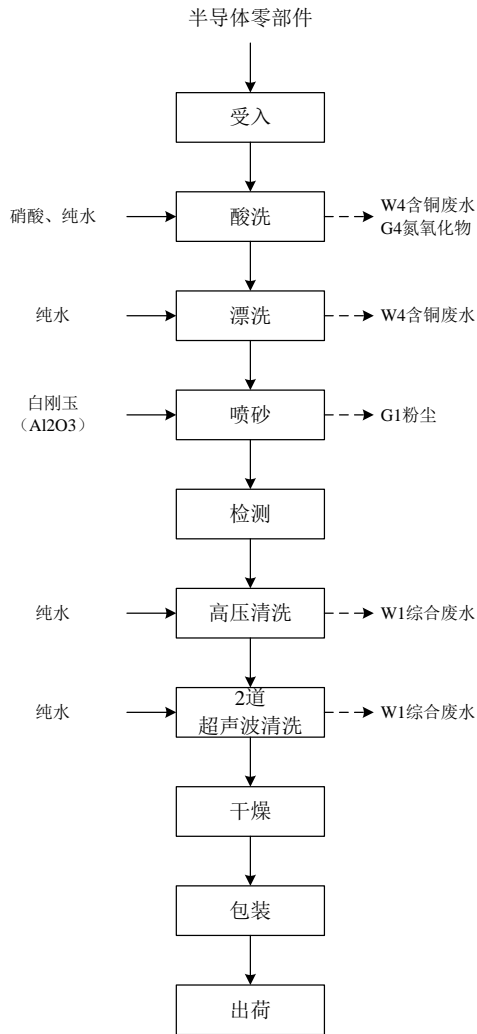 半导体零部件
受入
硝酸、纯水
酸洗
W4含铜废水
G4氮氧化物
纯水
漂洗
W4含铜废水
白刚玉
（Al2O3）
喷砂
G1粉尘
检测
纯水
高压清洗
W1综合废水
纯水
2道
超声波清洗
W1综合废水
干燥
包装
出荷